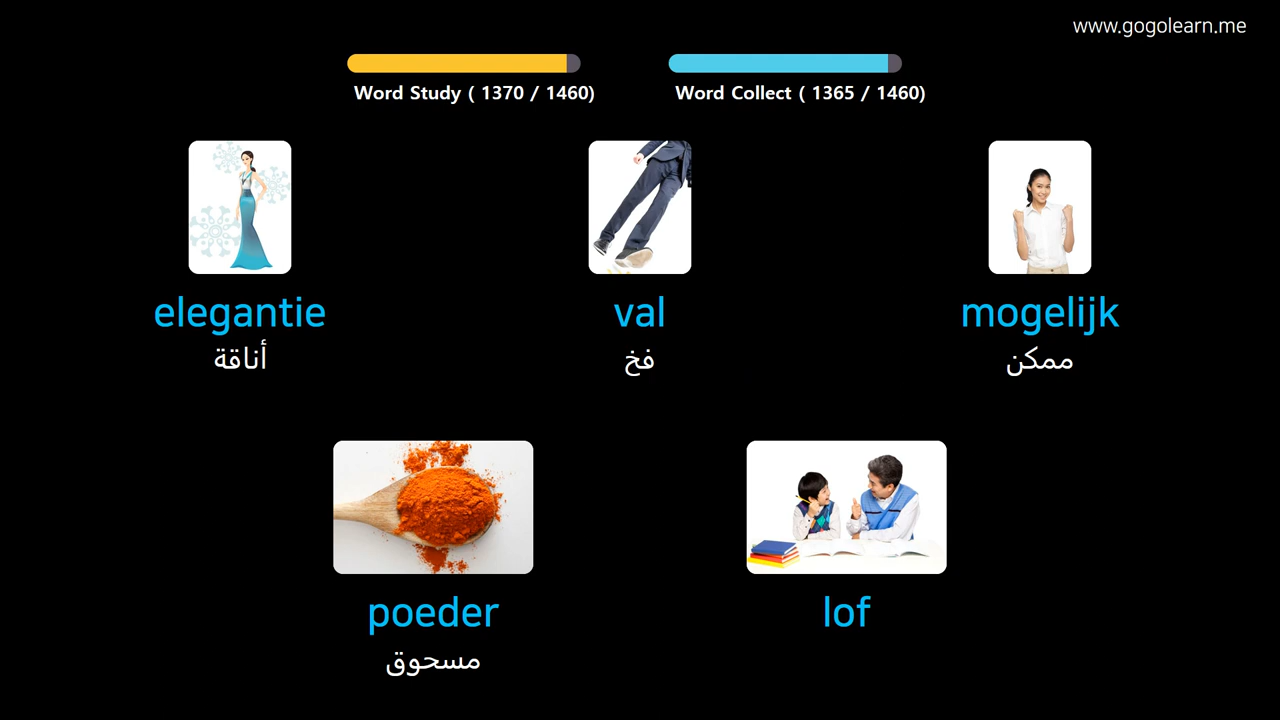 www.gogolearn.me
Word Study ( 1370 / 1460)
Word Collect ( 1365 / 1460)
elegantie
أناقة
val
فخ
mogelijk
ممكن
poeder
مسحوق
lof